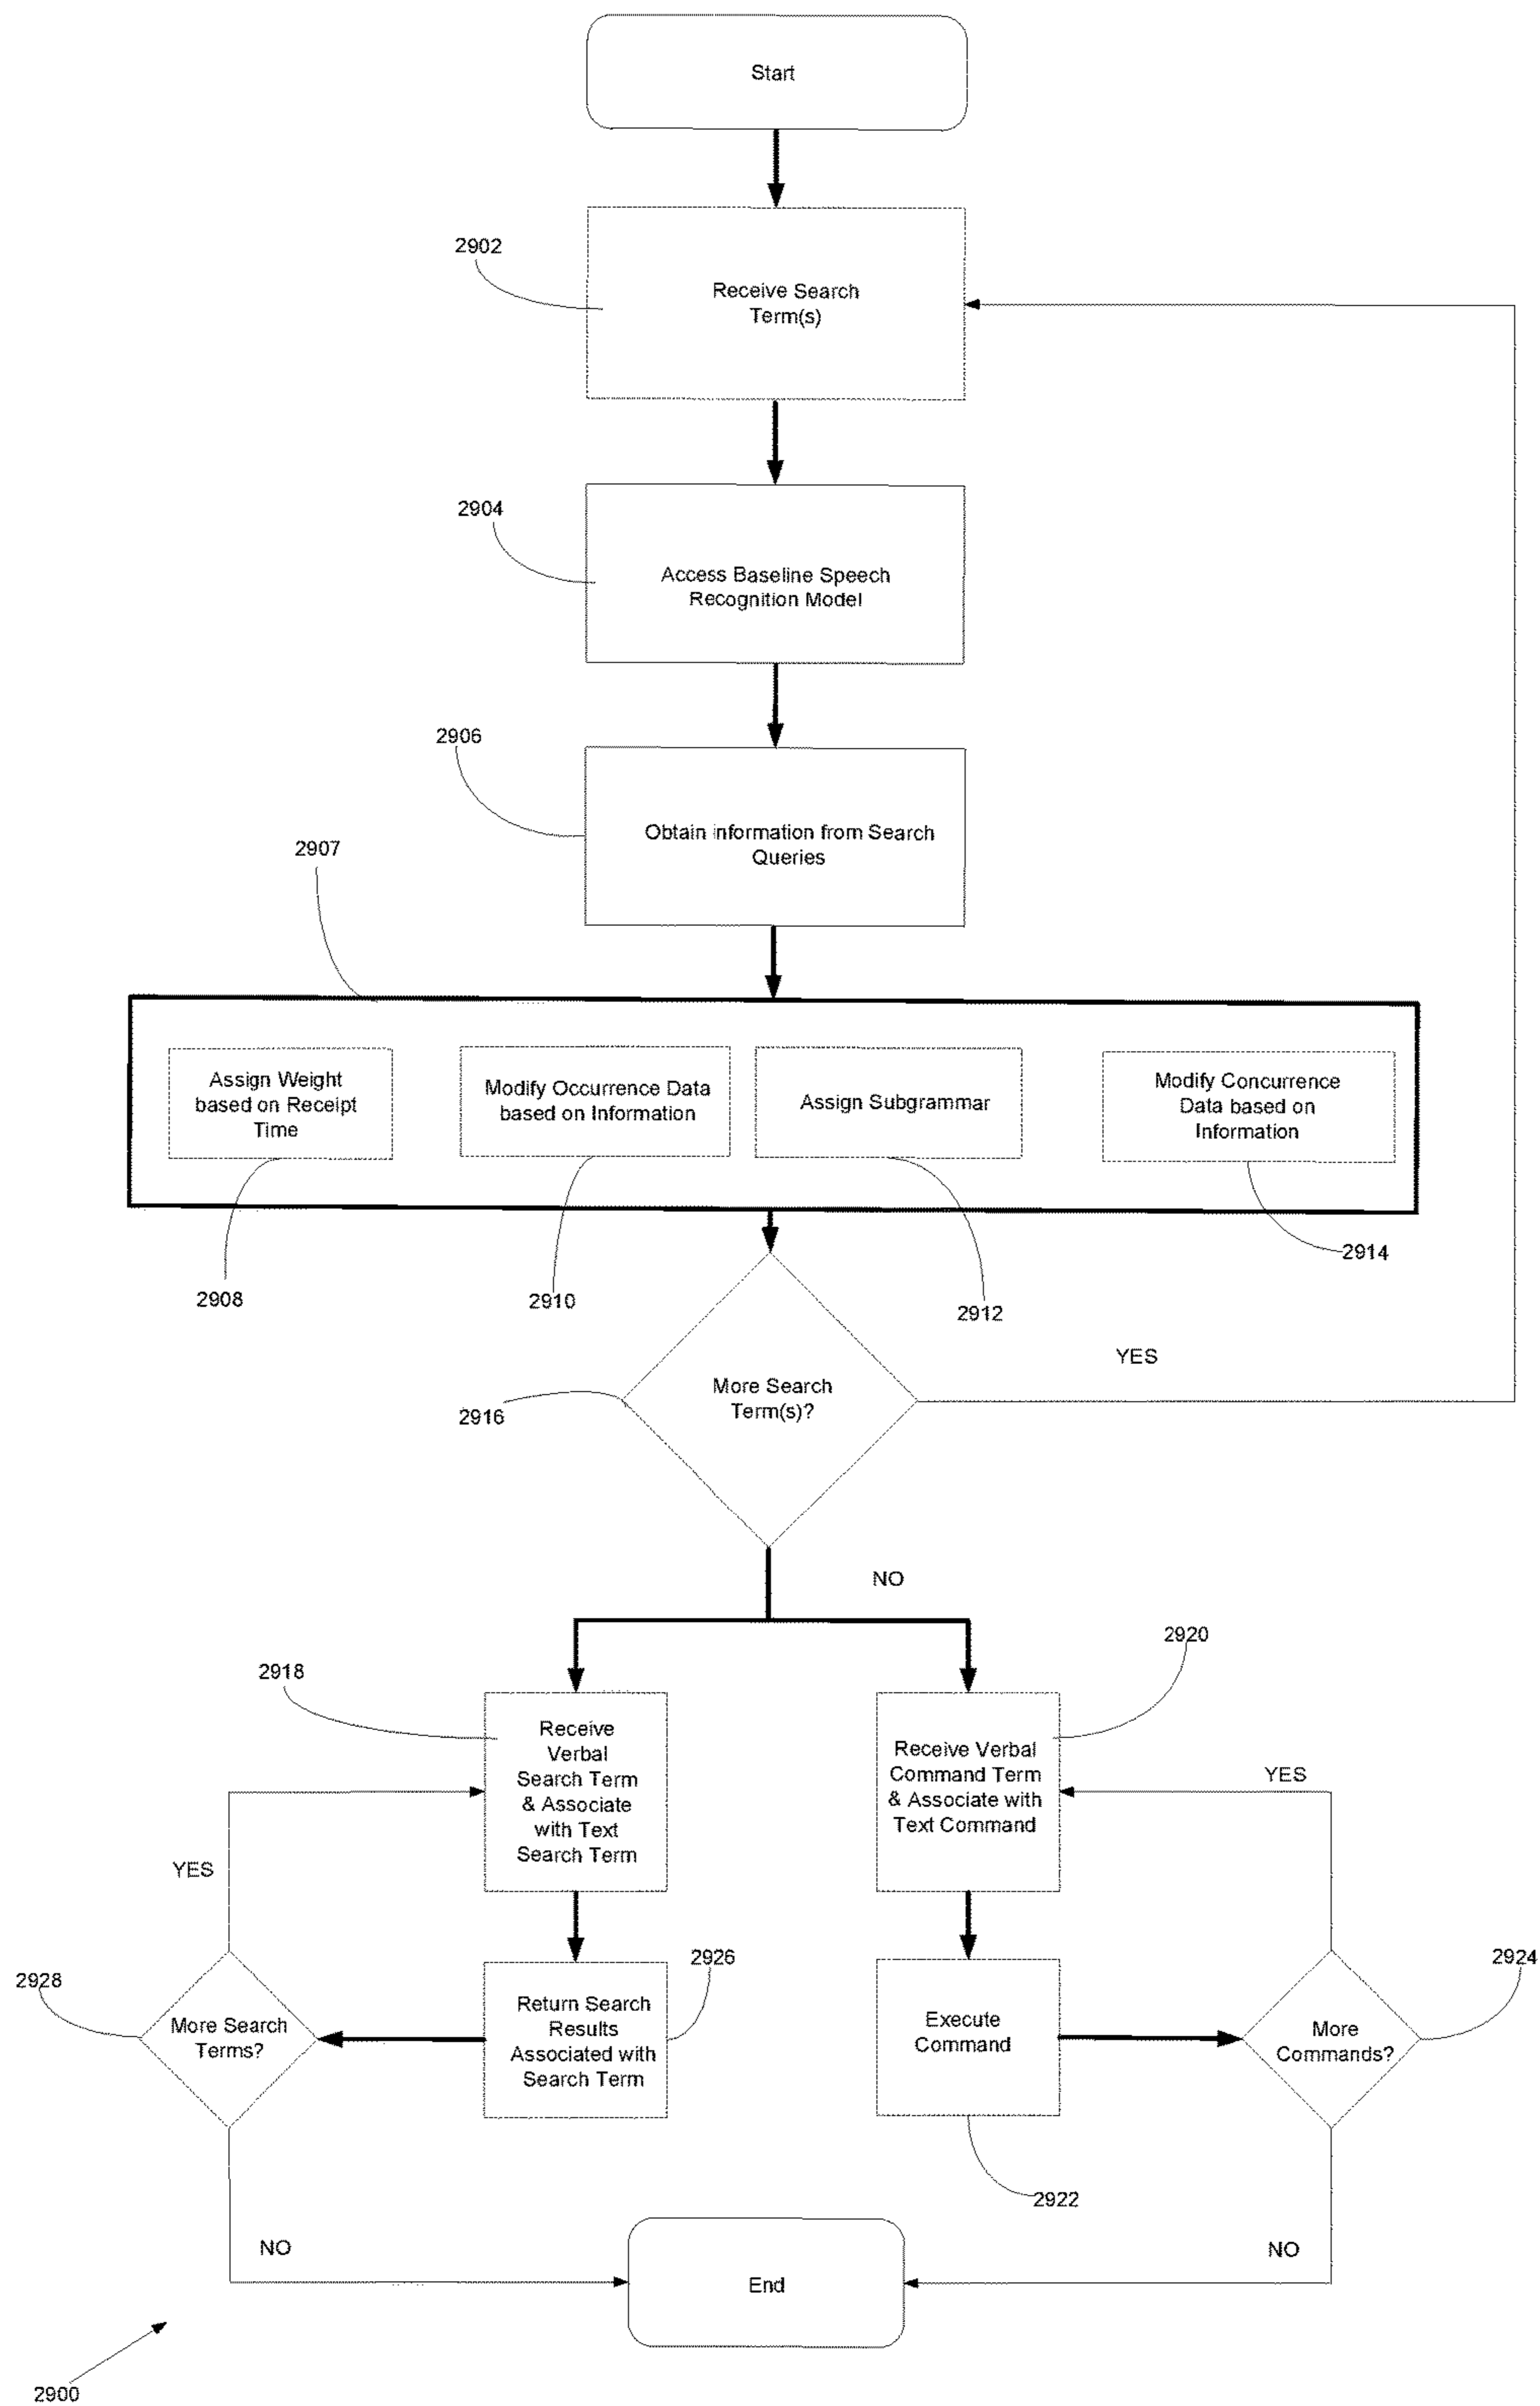 Start
2902
Receive Search
Term(s)
2904
Access Baseline Speech
Recognition Model
2906
Obtain information from Search
Queries
2907
Assign Weight
based on Receipt
Time
Modify Occurrence Data
based on Information
Assign Subgrammar
Modify Concurrence
Data based on
Information
2908
2910
2912
2914
More Search
Term(s)?
2916
YES
NO
2918
2920
Receive
Verbal
Search Term
& Associate
with Text
Search Term
Receive Verbal
Command Term
& Associate with
Text Command
YES
YES
2928
More Search
Terms?
2926
Return Search
Results
Associated with
Search Term
Execute
Command
2922
More
Commands?
2924
NO
NO
End
2900